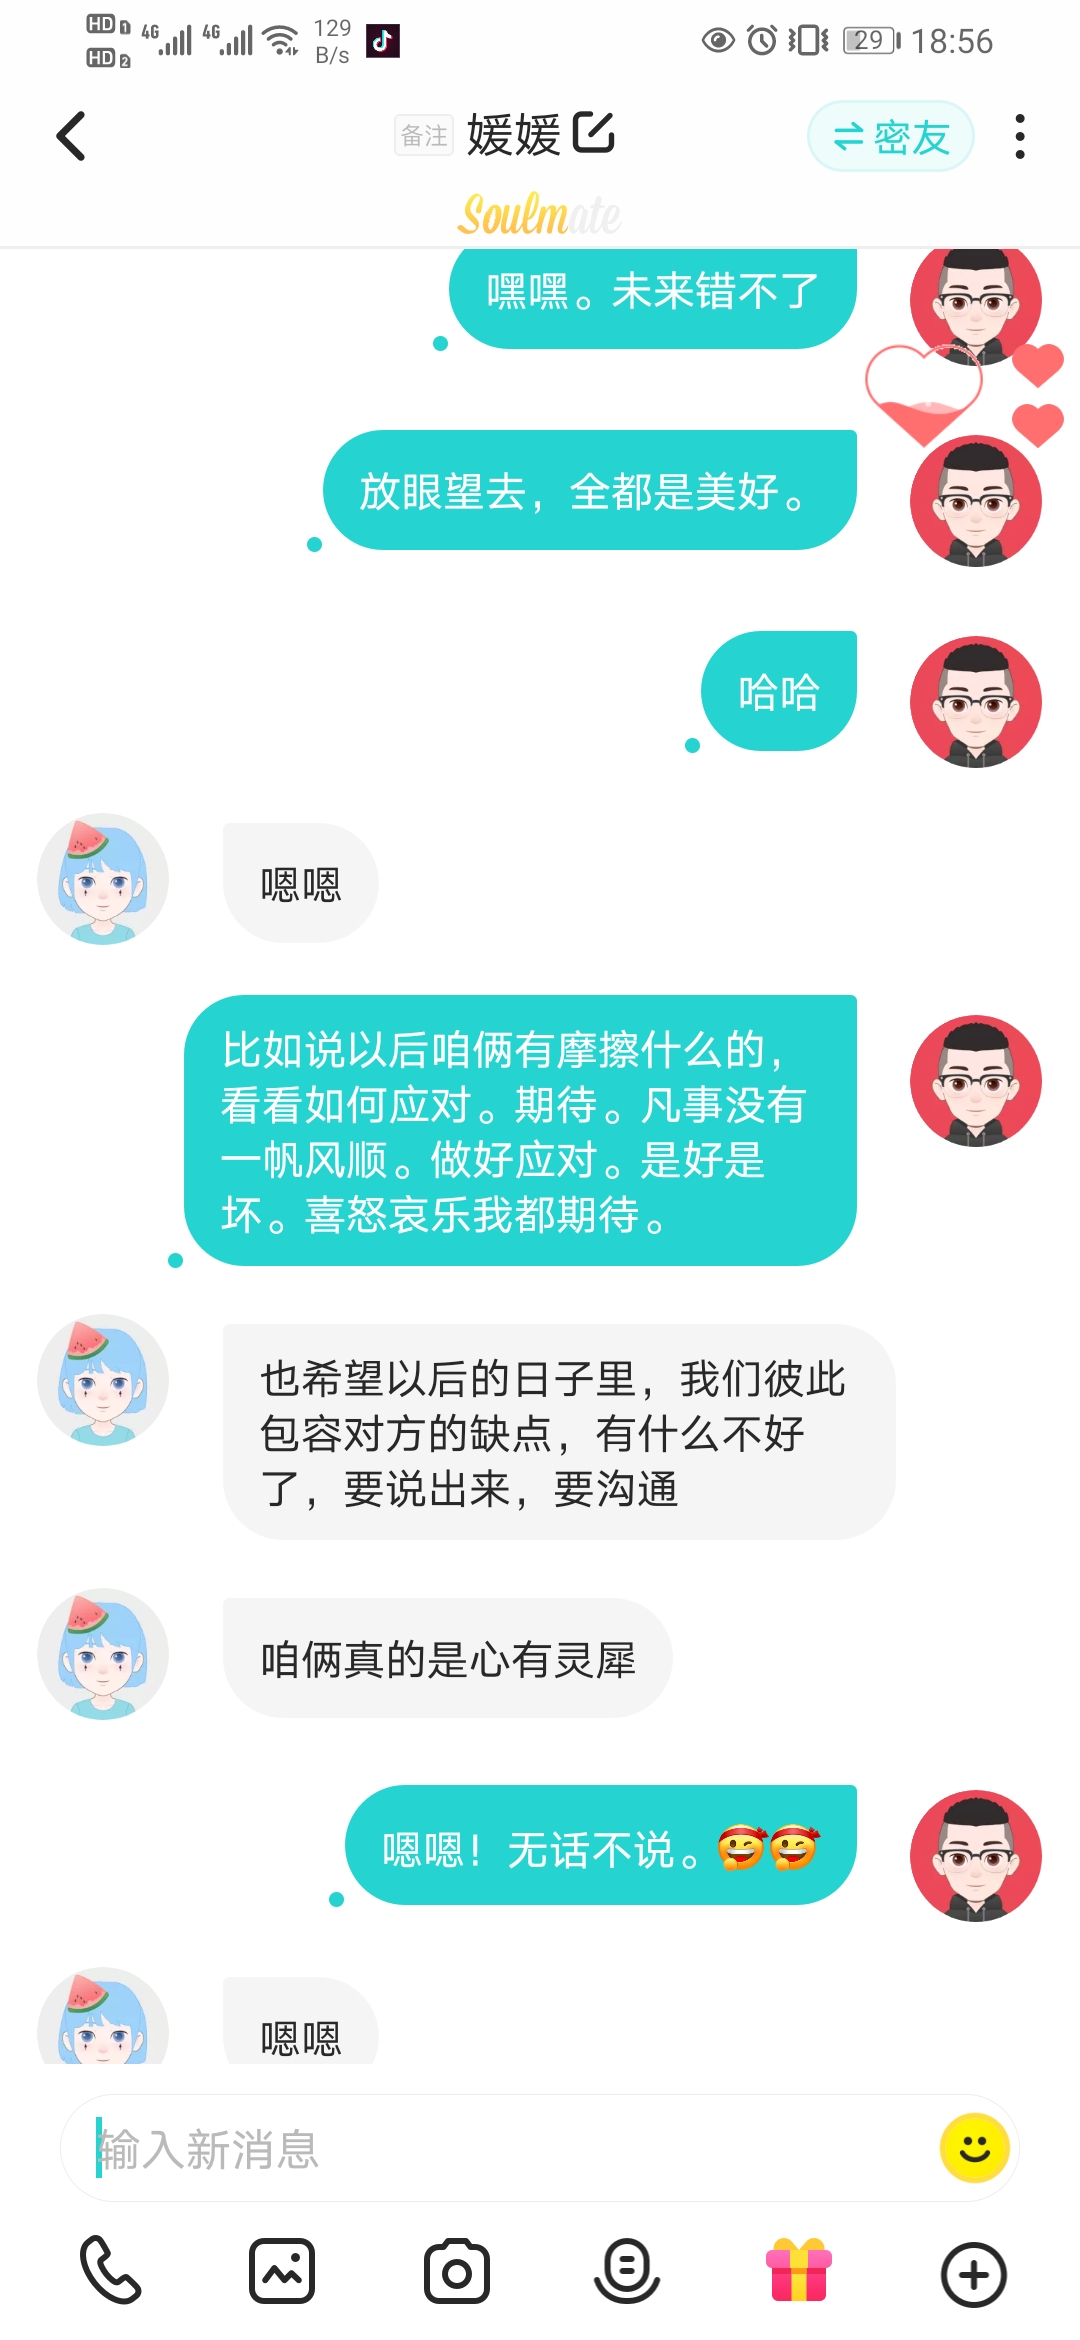 HD 1 4G 4G 129 29 18:56
HD 2 B/s
备注 媛媛 密友
Soulmate
嘿嘿。未来错不了
放眼望去，全都是美好。
哈哈
嗯嗯
比如说以后咱俩有摩擦什么的，
看看如何应对。期待。凡事没有
一帆风顺。做好应对。是好是
坏。喜怒哀乐我都期待。
也希望以后的日子里，我们彼此
包容对方的缺点，有什么不好
了，要说出来，要沟通
咱俩真的是心有灵犀
嗯嗯！无话不说。
嗯嗯
输入新消息